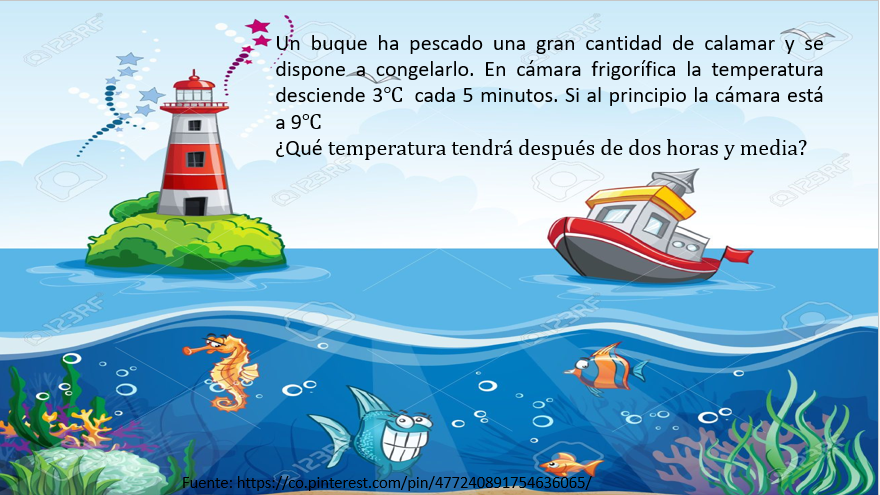 Un buque ha pescado una gran cantidad de calamar y se
dispone a congelarlo. En cámara frigorífica la temperatura
desciende 3℃ cada 5 minutos. Si al principio la cámara está
a 9℃
¿Qué temperatura tendrá después de dos horas y media?
Fuente: https://co.pinterest.com/pin/477240891754636065/